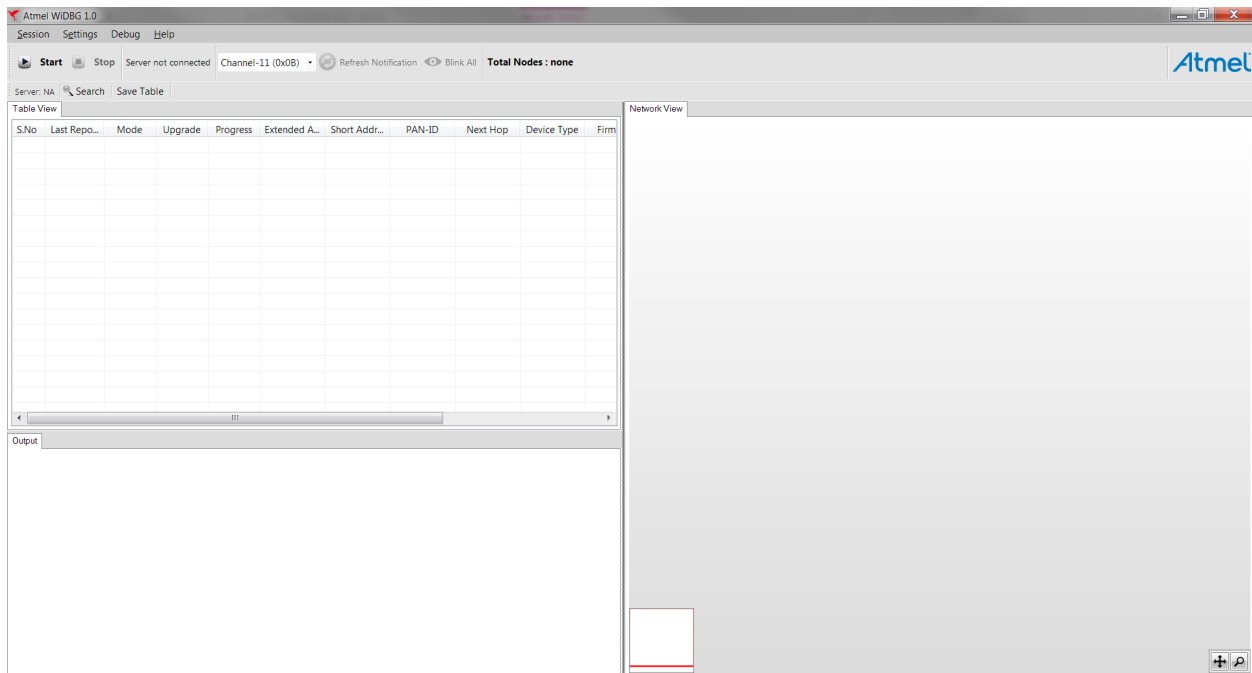 Atmel WiDBG 1.0
Session Settings Debug Help
Start Stop Server not connected Channel-11 (0x0B) Refresh Notification Blink All Total Nodes : none
Atmel
Server: NA Search Save Table
Table View
S.No Last Repo... Mode Upgrade Progress Extended A... Short Addr... PAN-ID Next Hop Device Type Firm
Output
Network View